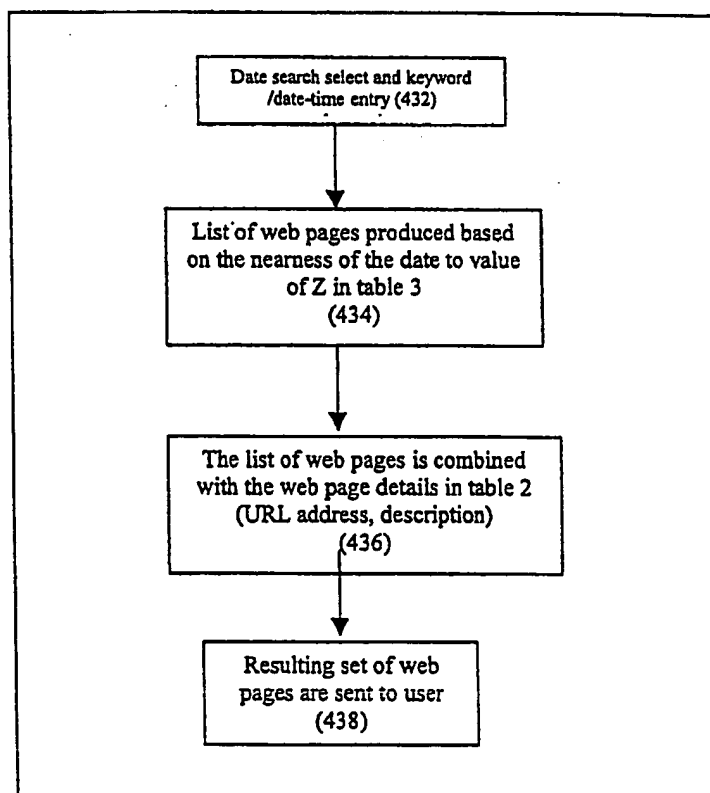 Date search select and keyword
/date-time entry (432)
List of web pages produced based
on the nearness of the date to value
of Z in table 3
(434)
The list of web pages is combined
with the web page details in table 2
(URL address, description)
(436)
Resulting set of web
pages are sent to user
(438)